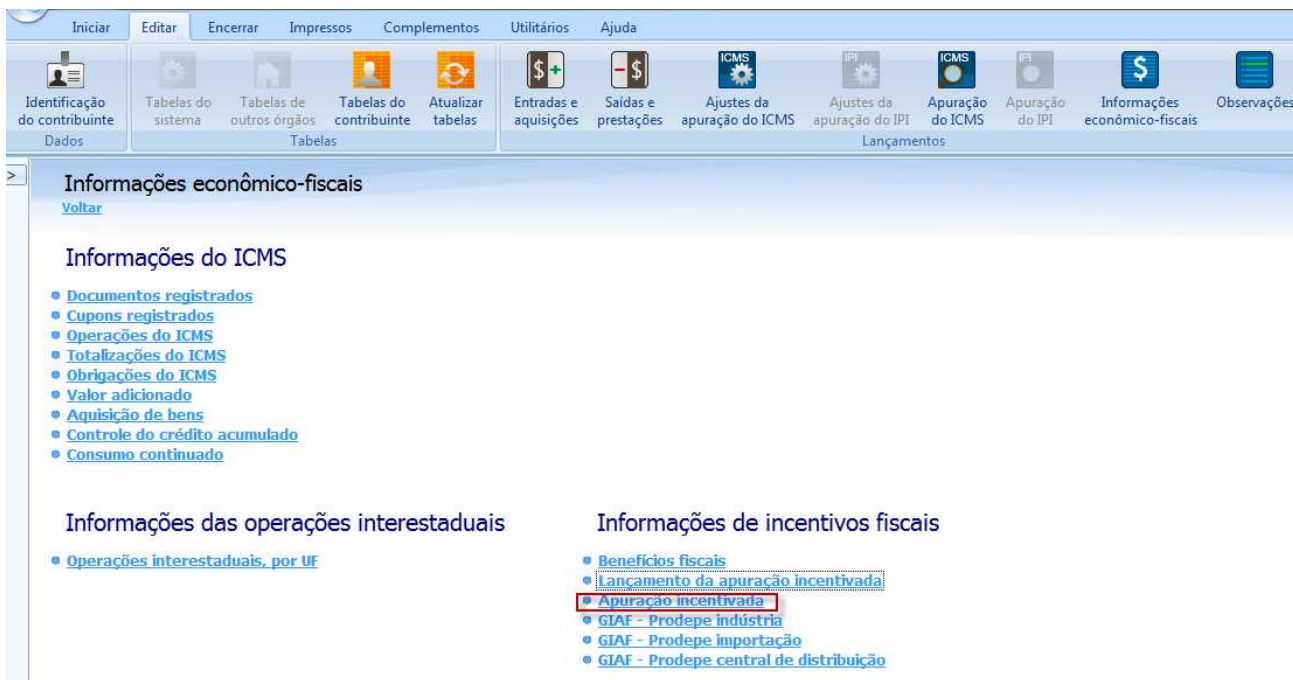 Iniciar Editar Encerrar Impressos Complementos Utilitários Ajuda
Identificação do contribuinte
Tabelas do sistema
Tabelas de outros órgãos
Tabelas do contribuinte
Atualizar tabelas
Entradas e aquisições
Saídas e prestações
ICMS
Ajustes da apuração do ICMS
IPI
Ajustes da apuração do IPI
ICMS
Apuração do ICMS
IPI
Apuração do IPI
Informações econômico-fiscais
Observações
Dados Tabelas Lançamentos
>
Informações econômico-fiscais
Voltar
Informações do ICMS
Documentos registrados
Cupons registrados
Operações do ICMS
Totalizações do ICMS
Obrigações do ICMS
Valor adicionado
Aquisição de bens
Controle do crédito acumulado
Consumo continuado
Informações das operações interestaduais
Operações interestaduais, por UF
Informações de incentivos fiscais
Benefícios fiscais
Lançamento da apuração incentivada
Apuração incentivada
GIAF - Prodepe indústria
GIAF - Prodepe importação
GIAF - Prodepe central de distribuição